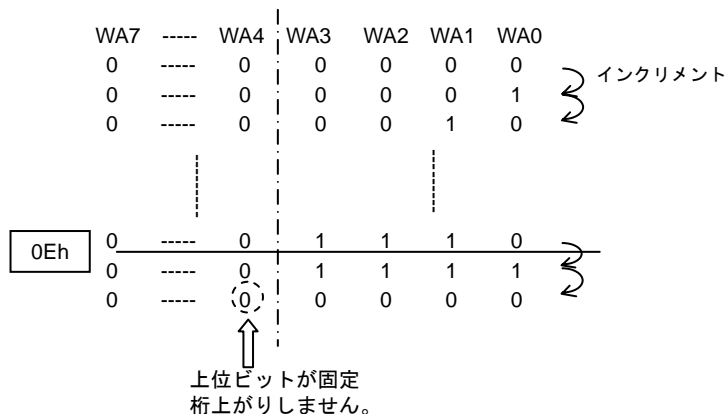 WA7 ----- WA4 WA3 WA2 WA1 WA0
0 ----- 0 0 0 0 0
インクリメント
0 ----- 0 0 0 0 1
0 ----- 0 0 0 1 0
0Eh 0 ----- 0 1 1 1 0
0 ----- 0 1 1 1 1
0 ----- 0 0 0 0 0
上位ビットが固定
桁上がりしません。